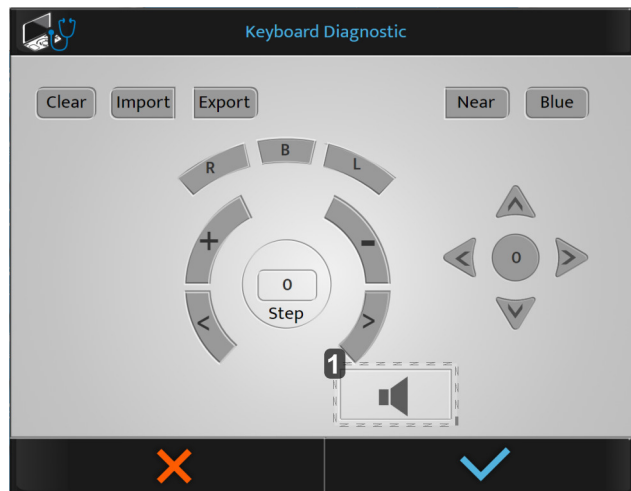 Keyboard Diagnostic
Clear Import Export Near Blue
R B L
+ -
0
0
Step
< >
1